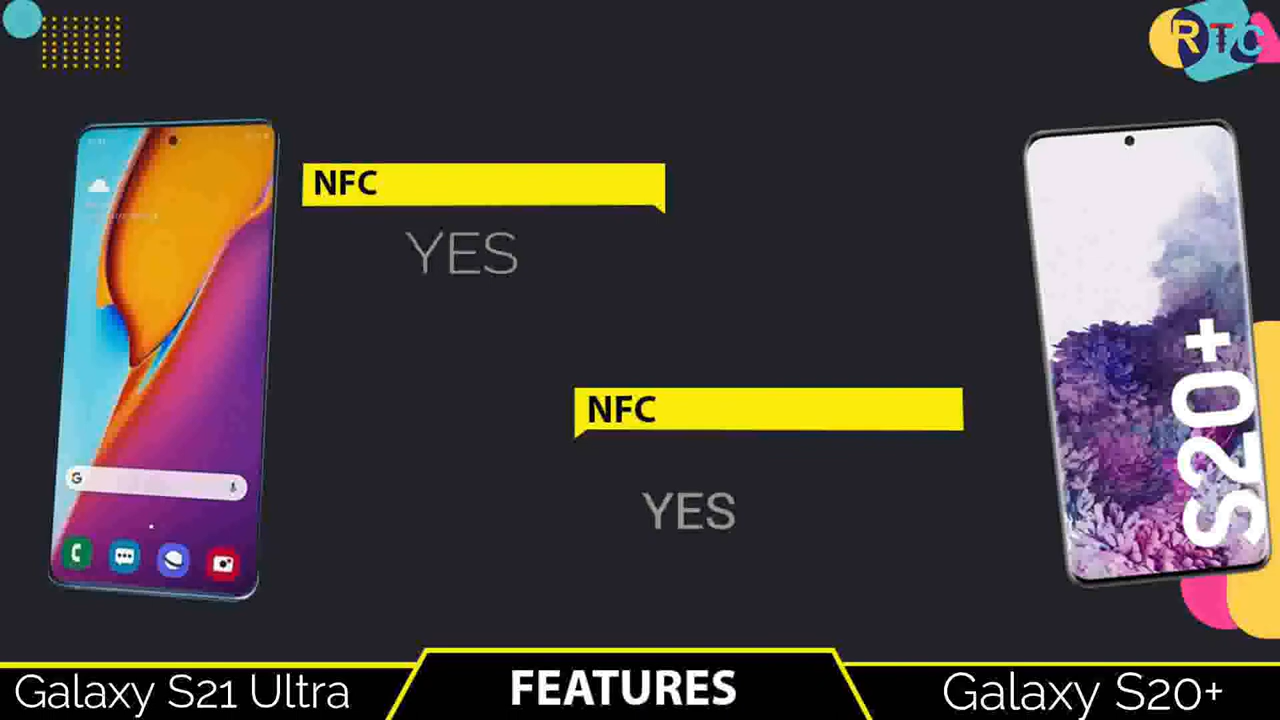 RTC
NFC
YES
NFC
YES
S20+
Galaxy S21 Ultra
FEATURES
Galaxy S20+